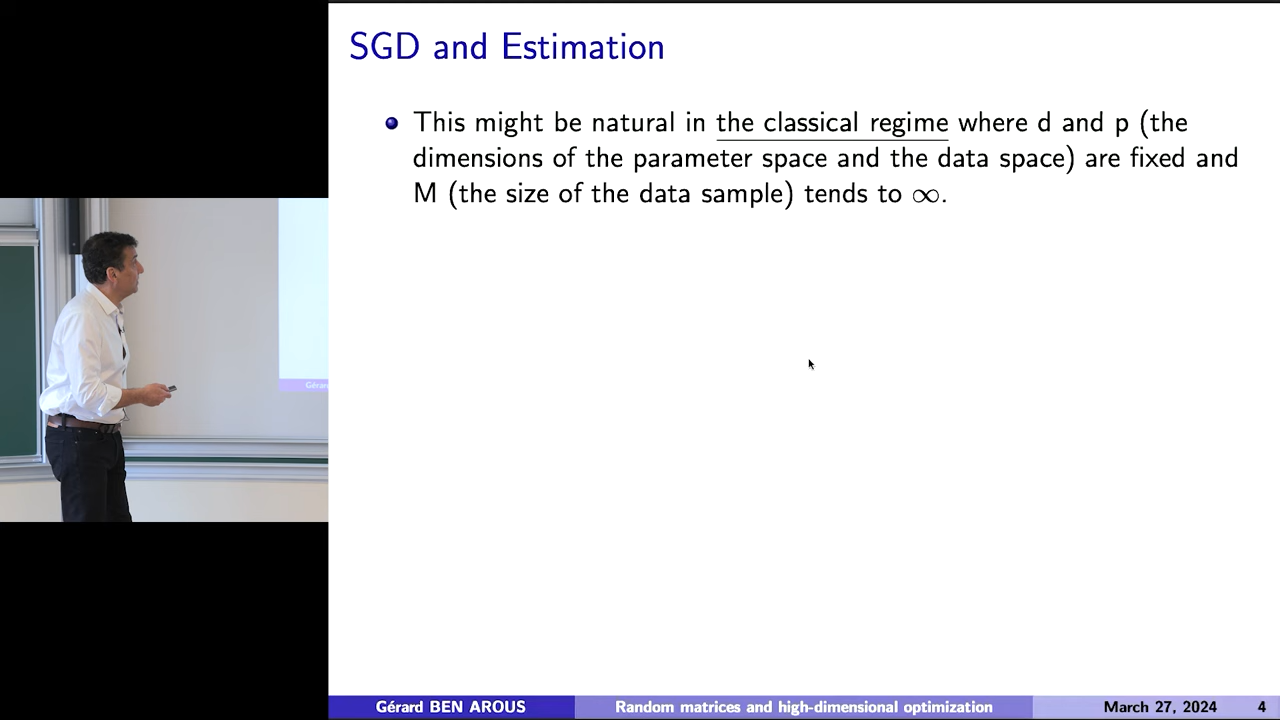 SGD and Estimation
This might be natural in the classical regime where d and p (the
dimensions of the parameter space and the data space) are fixed and
M (the size of the data sample) tends to ∞.
Gérard BEN AROUS
Random matrices and high-dimensional optimization
March 27, 2024
4